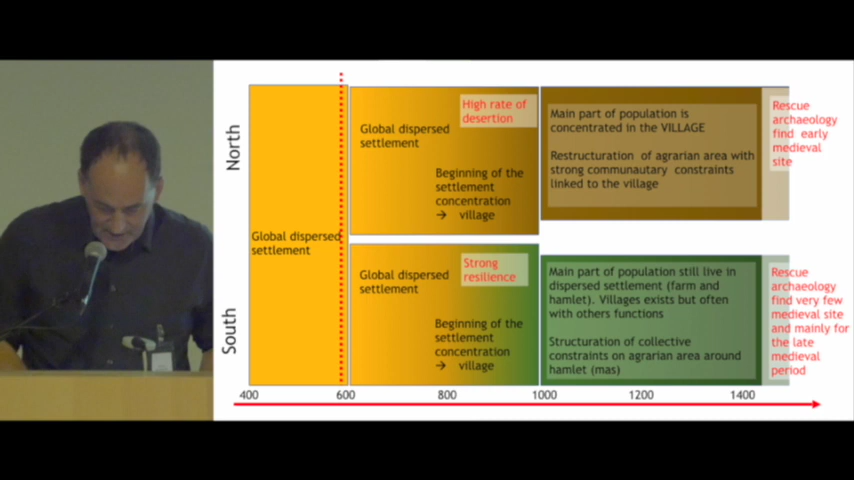 North
South
Global dispersed
settlement
Global dispersed
settlement
High rate of
desertion
Beginning of the
settlement
concentration
→ village
Main part of population is
concentrated in the VILLAGE
Restructuration of agrarian area with
strong communautary constraints
linked to the village
Rescue
archaeology
find early
medieval
site
Global dispersed
settlement
Strong
resilience
Beginning of the
settlement
concentration
→ village
Main part of population still live in
dispersed settlement (farm and
hamlet). Villages exists but often
with others functions
Structuration of collective
constraints on agrarian area around
hamlet (mas)
Rescue
archaeology
find very few
medieval site
and mainly for
the late
medieval
period
400 600 800 1000 1200 1400